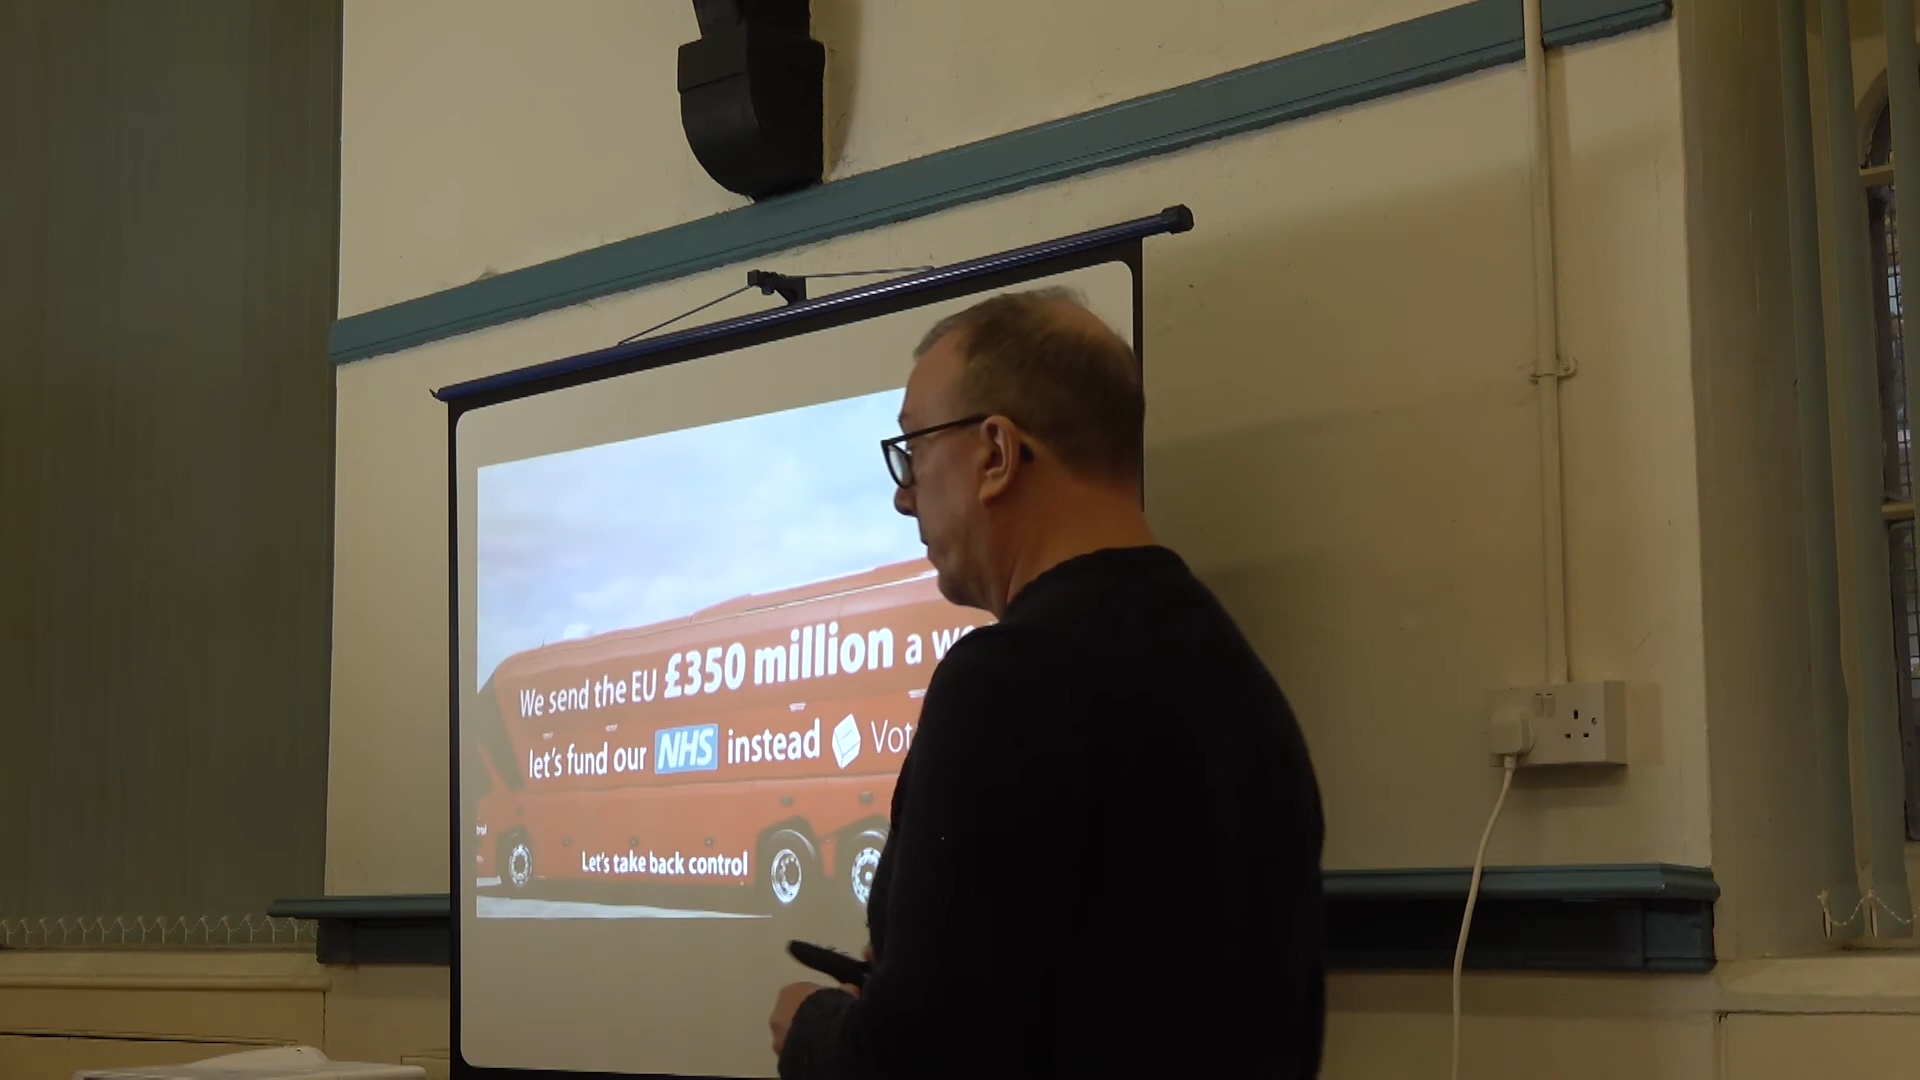 We send the EU £350 million a
let's fund our NHS instead
Let's take back control